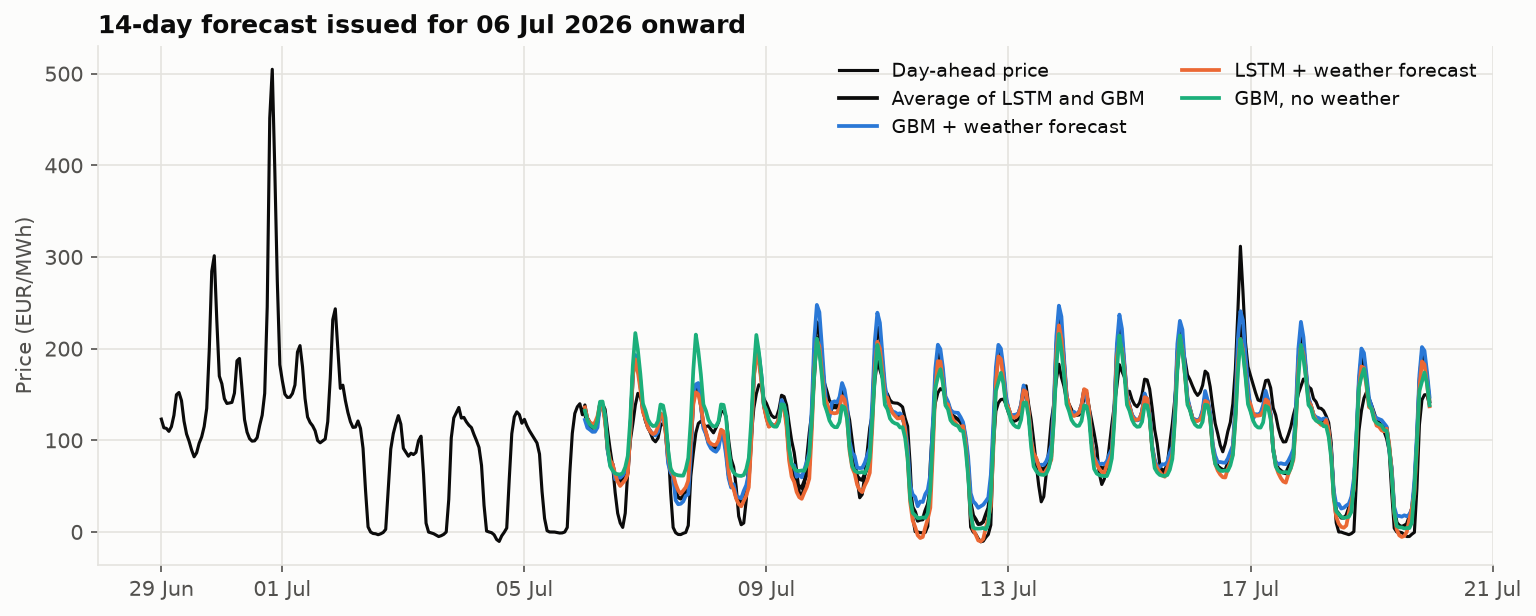 14-day forecast issued for 06 Jul 2026 onward
Day-ahead price
Average of LSTM and GBM
GBM + weather forecast
LSTM + weather forecast
GBM, no weather
Price (EUR/MWh)
500
400
300
200
100
0
29 Jun 01 Jul 05 Jul 09 Jul 13 Jul 17 Jul 21 Jul